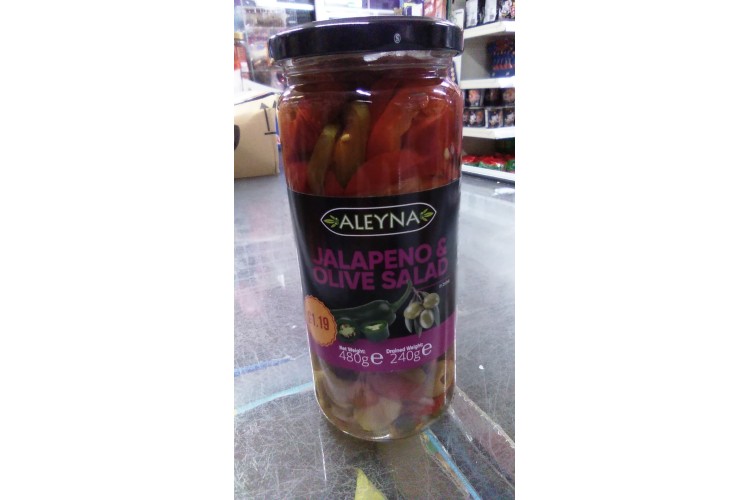 ALEYNA
JALAPENO &
OLIVE SALAD
1.19
Net Weight: Drained Weight:
480g e 240g e